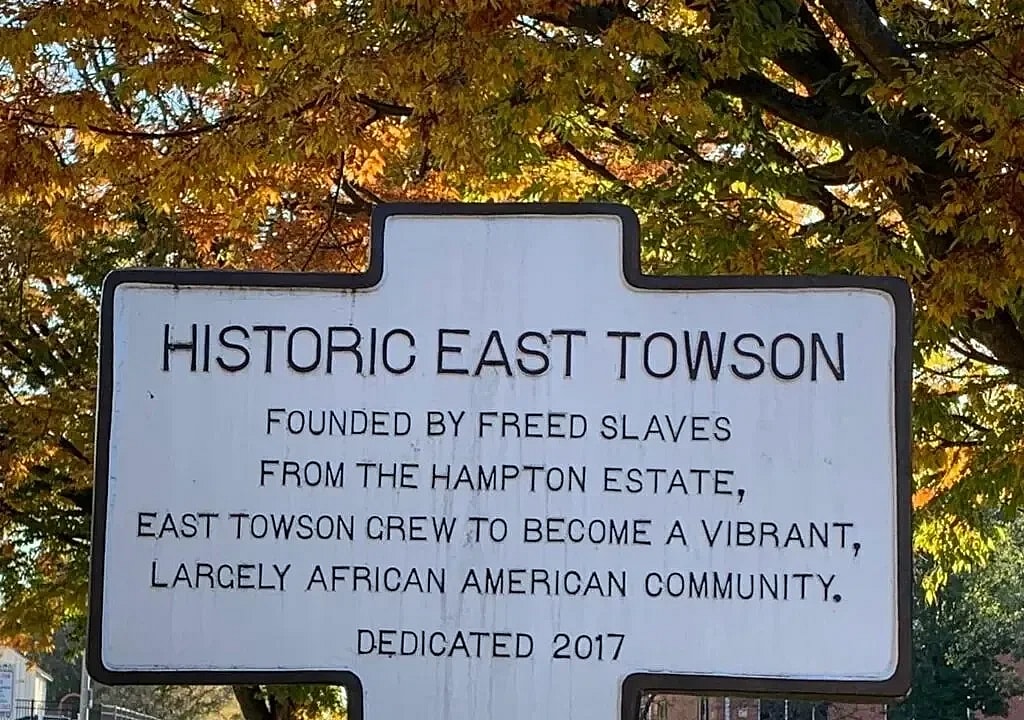 HISTORIC EAST TOWSON
FOUNDED BY FREED SLAVES
FROM THE HAMPTON ESTATE,
EAST TOWSON GREW TO BECOME A VIBRANT,
LARGELY AFRICAN AMERICAN COMMUNITY.
DEDICATED 2017